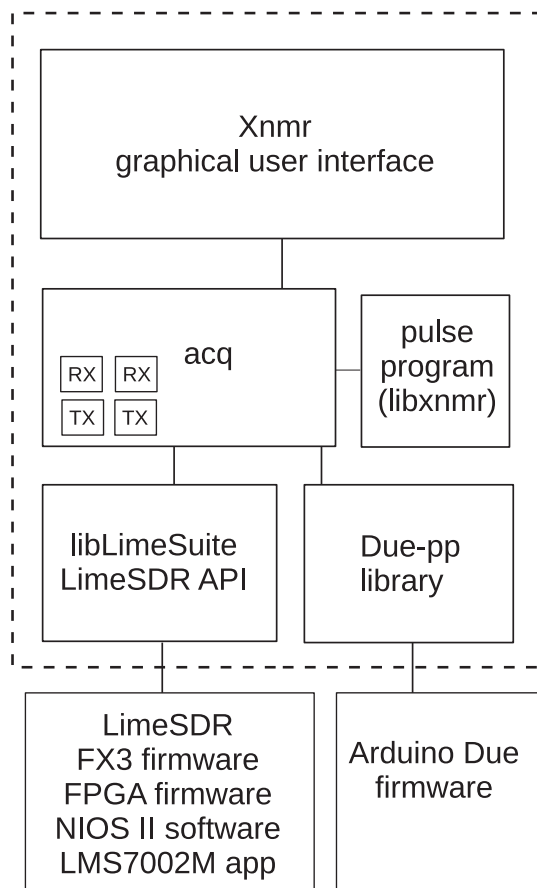 Xnmr
graphical user interface
acq
RX RX
TX TX
pulse
program
(libxnmr)
libLimeSuite
LimeSDR API
Due-pp
library
LimeSDR
FX3 firmware
FPGA firmware
NIOS II software
LMS7002M app
Arduino Due
firmware